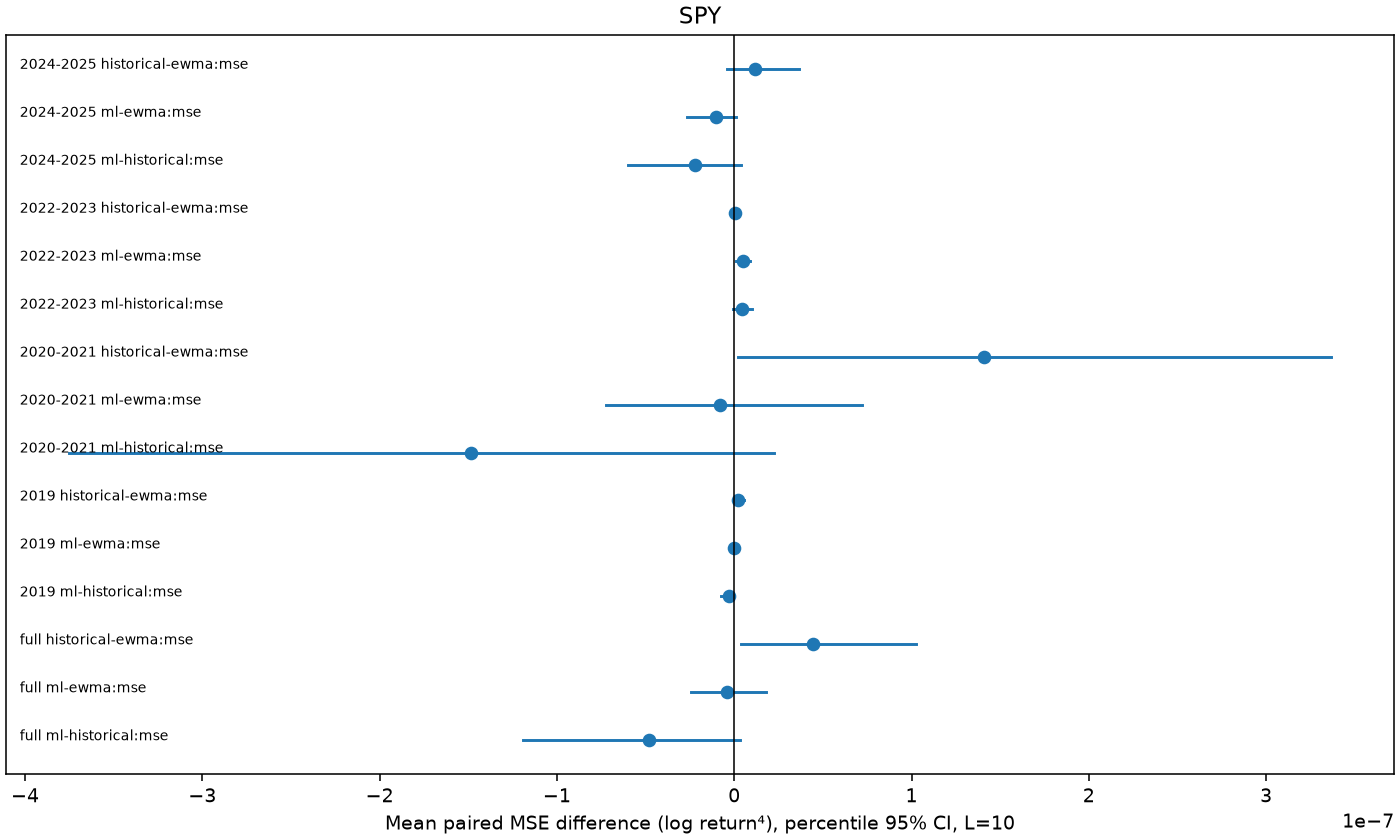 SPY
2024-2025 historical-ewma:mse
2024-2025 ml-ewma:mse
2024-2025 ml-historical:mse
2022-2023 historical-ewma:mse
2022-2023 ml-ewma:mse
2022-2023 ml-historical:mse
2020-2021 historical-ewma:mse
2020-2021 ml-ewma:mse
2020-2021 ml-historical:mse
2019 historical-ewma:mse
2019 ml-ewma:mse
2019 ml-historical:mse
full historical-ewma:mse
full ml-ewma:mse
full ml-historical:mse
−4 −3 −2 −1 0 1 2 3
Mean paired MSE difference (log return⁴), percentile 95% CI, L=10
1e−7